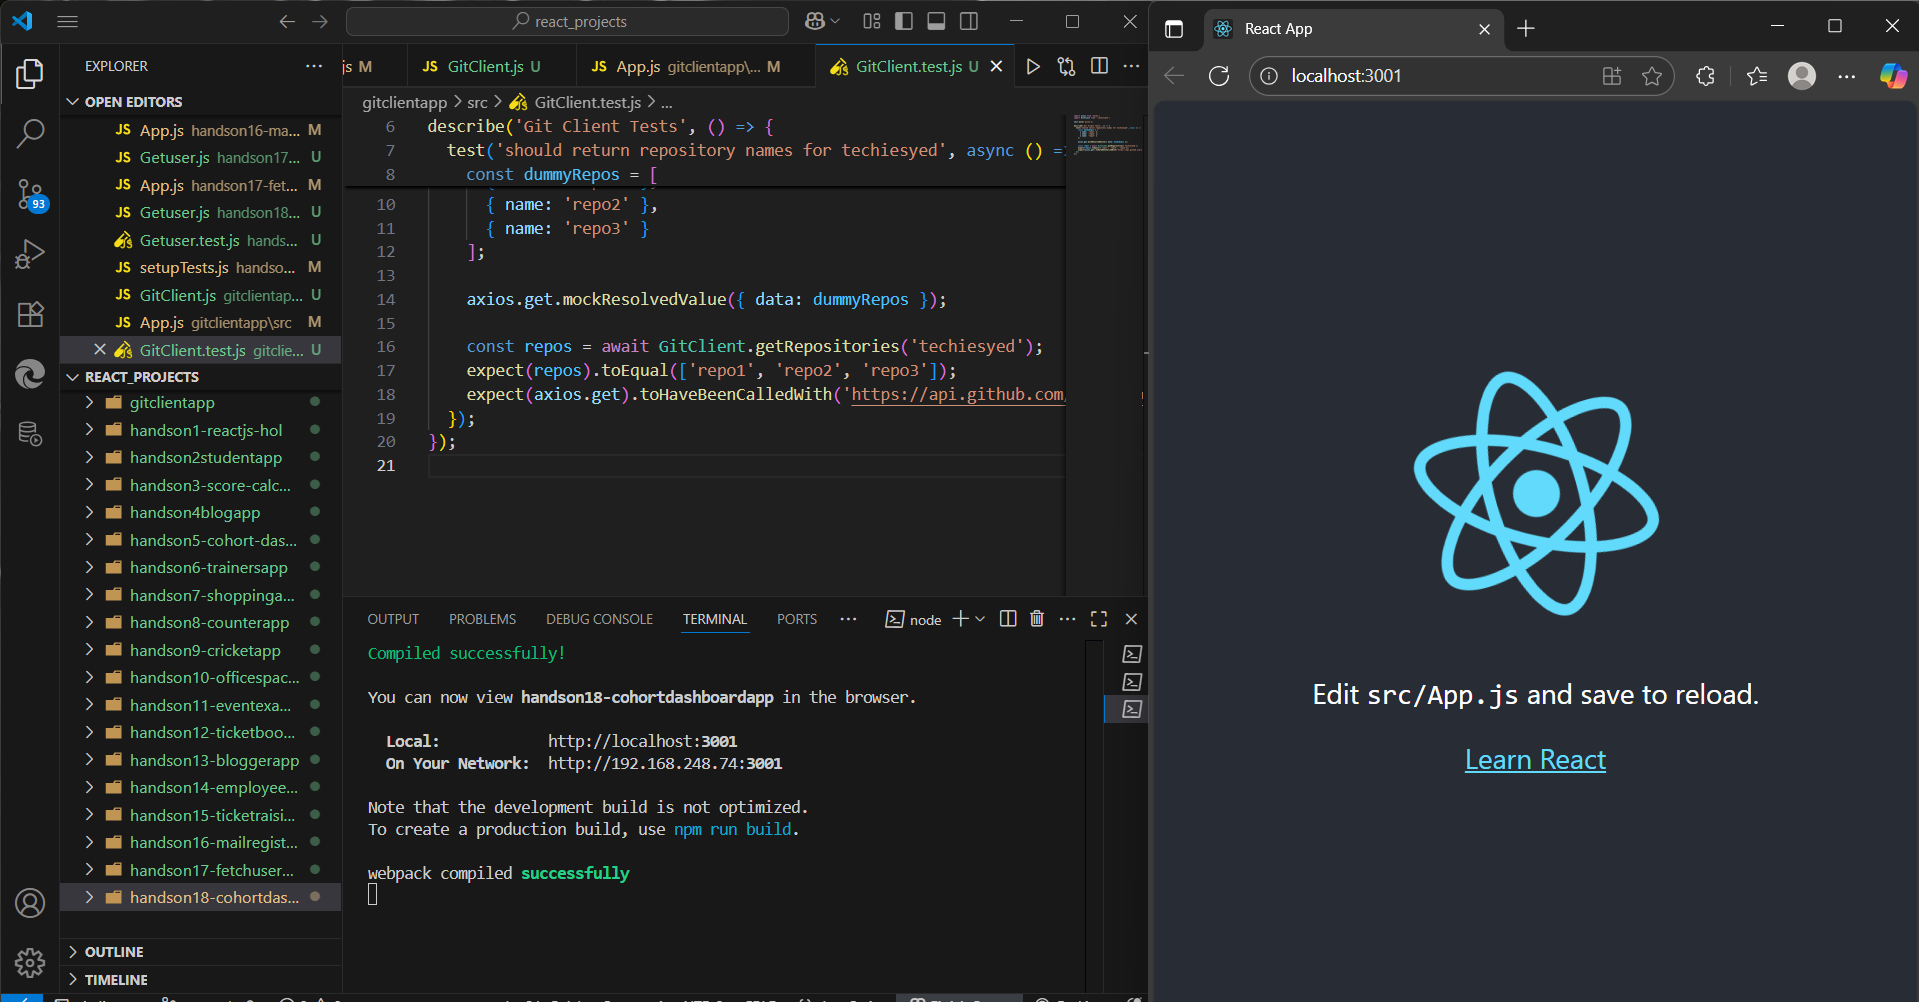 react_projects
EXPLORER
OPEN EDITORS
JS App.js handson16-ma... M
JS Getuser.js handson17... U
JS App.js handson17-fet... M
JS Getuser.js handson18... U
Getuser.test.js hands... U
JS setupTests.js handso... M
JS GitClient.js gitclientap... U
JS App.js gitclientapp\src M
GitClient.test.js gitclie... U
REACT_PROJECTS
gitclientapp
handson1-reactjs-hol
handson2studentapp
handson3-score-calc...
handson4blogapp
handson5-cohort-das...
handson6-trainersapp
handson7-shoppinga...
handson8-counterapp
handson9-cricketapp
handson10-officespac...
handson11-eventexa...
handson12-ticketboo...
handson13-bloggerapp
handson14-employee...
handson15-ticketraisi...
handson16-mailregist...
handson17-fetchuser...
handson18-cohortdas...
OUTLINE
TIMELINE
93
js M
JS GitClient.js U
JS App.js gitclientapp\... M
GitClient.test.js U
gitclientapp > src > GitClient.test.js > ...
6 describe('Git Client Tests', () => {
7 test('should return repository names for techiesyed', async () =
8 const dummyRepos = [
10 { name: 'repo2' },
11 { name: 'repo3' }
12 ];
13
14 axios.get.mockResolvedValue({ data: dummyRepos });
15
16 const repos = await GitClient.getRepositories('techiesyed');
17 expect(repos).toEqual(['repo1', 'repo2', 'repo3']);
18 expect(axios.get).toHaveBeenCalledWith('https://api.github.com
19 });
20 });
21
OUTPUT PROBLEMS DEBUG CONSOLE TERMINAL PORTS
node
Compiled successfully!
You can now view handson18-cohortdashboardapp in the browser.
Local: http://localhost:3001
On Your Network: http://192.168.248.74:3001
Note that the development build is not optimized.
To create a production build, use npm run build.
webpack compiled successfully
React App
localhost:3001
Edit src/App.js and save to reload.
Learn React